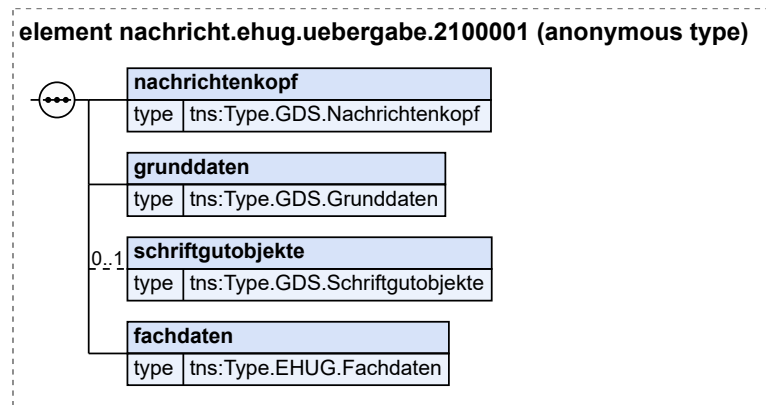 element nachricht.ehug.uebergabe.2100001 (anonymous type)
nachrichtenkopf
type tns:Type.GDS.Nachrichtenkopf
grunddaten
type tns:Type.GDS.Grunddaten
0..1
schriftgutobjekte
type tns:Type.GDS.Schriftgutobjekte
fachdaten
type tns:Type.EHUG.Fachdaten